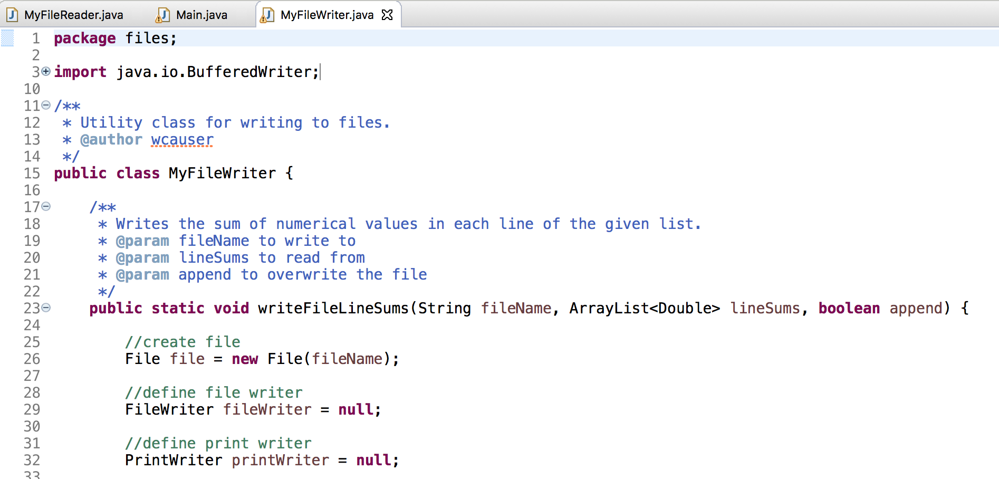 MyFileReader.java Main.java MyFileWriter.java
1 package files;
2
3 import java.io.BufferedWriter;
10
11 /**
12  * Utility class for writing to files.
13  * @author wcauser
14  */
15 public class MyFileWriter {
16
17     /**
18      * Writes the sum of numerical values in each line of the given list.
19      * @param fileName to write to
20      * @param lineSums to read from
21      * @param append to overwrite the file
22      */
23     public static void writeFileLineSums(String fileName, ArrayList<Double> lineSums, boolean append) {
24
25         //create file
26         File file = new File(fileName);
27
28         //define file writer
29         FileWriter fileWriter = null;
30
31         //define print writer
32         PrintWriter printWriter = null;
33